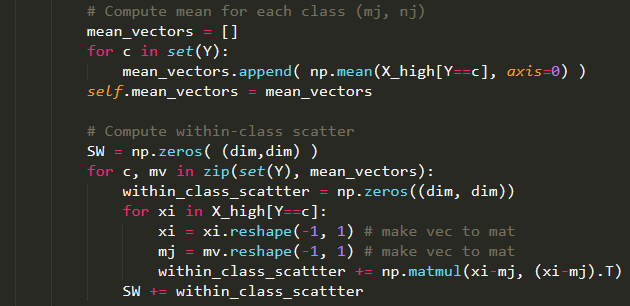 # Compute mean for each class (mj, nj)
mean_vectors = []
for c in set(Y):
mean_vectors.append( np.mean(X_high[Y==c], axis=0) )
self.mean_vectors = mean_vectors
# Compute within-class scatter
SW = np.zeros( (dim,dim) )
for c, mv in zip(set(Y), mean_vectors):
within_class_scattter = np.zeros((dim, dim))
for xi in X_high[Y==c]:
xi = xi.reshape(-1, 1) # make vec to mat
mj = mv.reshape(-1, 1) # make vec to mat
within_class_scattter += np.matmul(xi-mj, (xi-mj).T)
SW += within_class_scattter